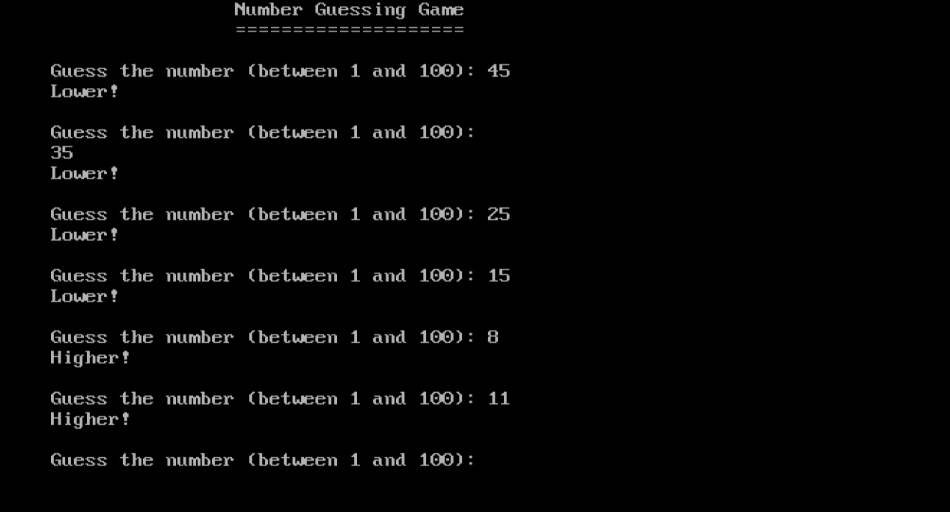 Number Guessing Game
====================
Guess the number (between 1 and 100): 45
Lower!
Guess the number (between 1 and 100):
35
Lower!
Guess the number (between 1 and 100): 25
Lower!
Guess the number (between 1 and 100): 15
Lower!
Guess the number (between 1 and 100): 8
Higher!
Guess the number (between 1 and 100): 11
Higher!
Guess the number (between 1 and 100):